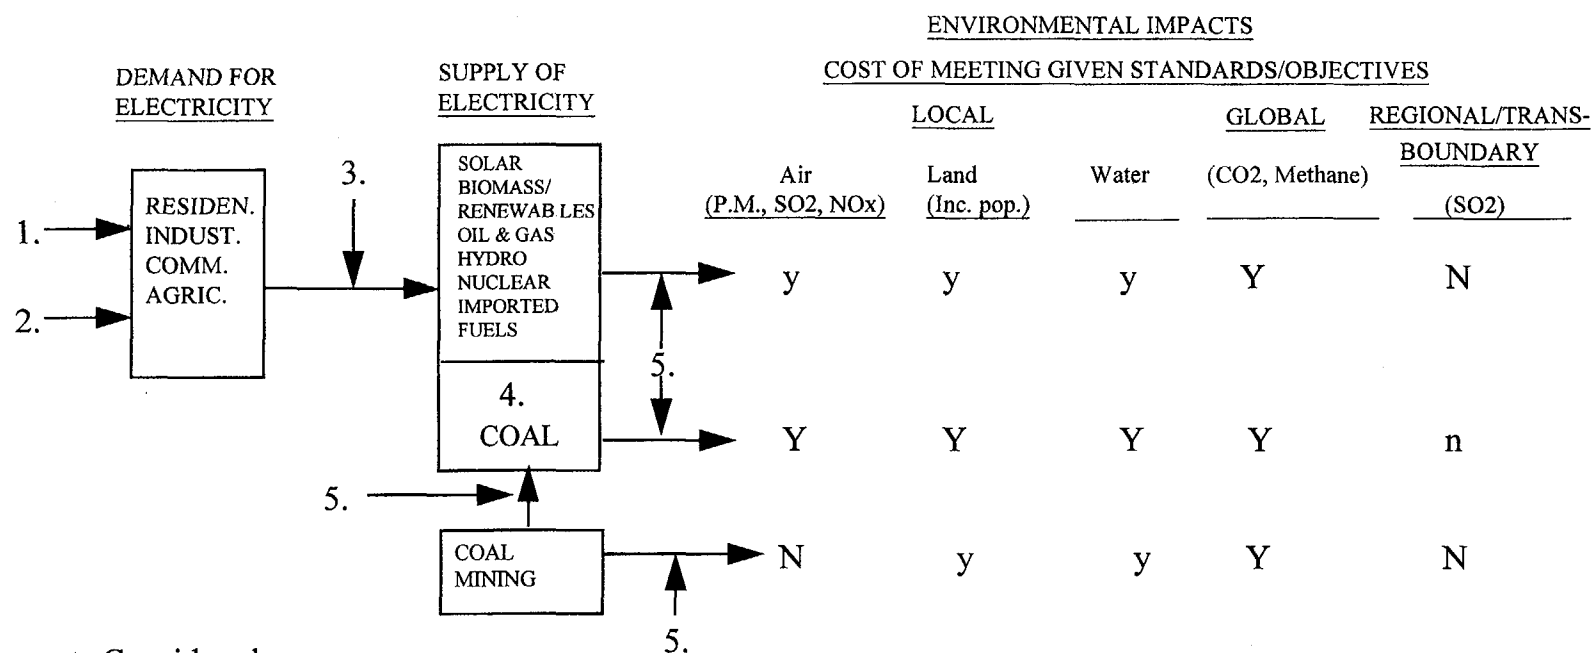 ENVIRONMENTAL IMPACTS
COST OF MEETING GIVEN STANDARDS/OBJECTIVES
DEMAND FOR
ELECTRICITY
SUPPLY OF
ELECTRICITY
LOCAL
GLOBAL
REGIONAL/TRANS-
BOUNDARY
Air
(P.M., SO2, NOx)
Land
(Inc. pop.)
Water
(CO2, Methane)
(SO2)
1.
2.
RESIDEN.
INDUST.
COMM.
AGRIC.
3.
SOLAR
BIOMASS/
RENEWABLES
OIL & GAS
HYDRO
NUCLEAR
IMPORTED
FUELS
y y y Y N
5.
4.
COAL
Y Y Y Y n
5.
COAL
MINING
N y y Y N
5.
Considered